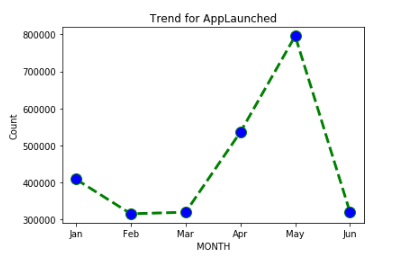 Trend for AppLaunched
800000
700000
600000
500000
400000
300000
Count
Jan Feb Mar Apr May Jun
MONTH